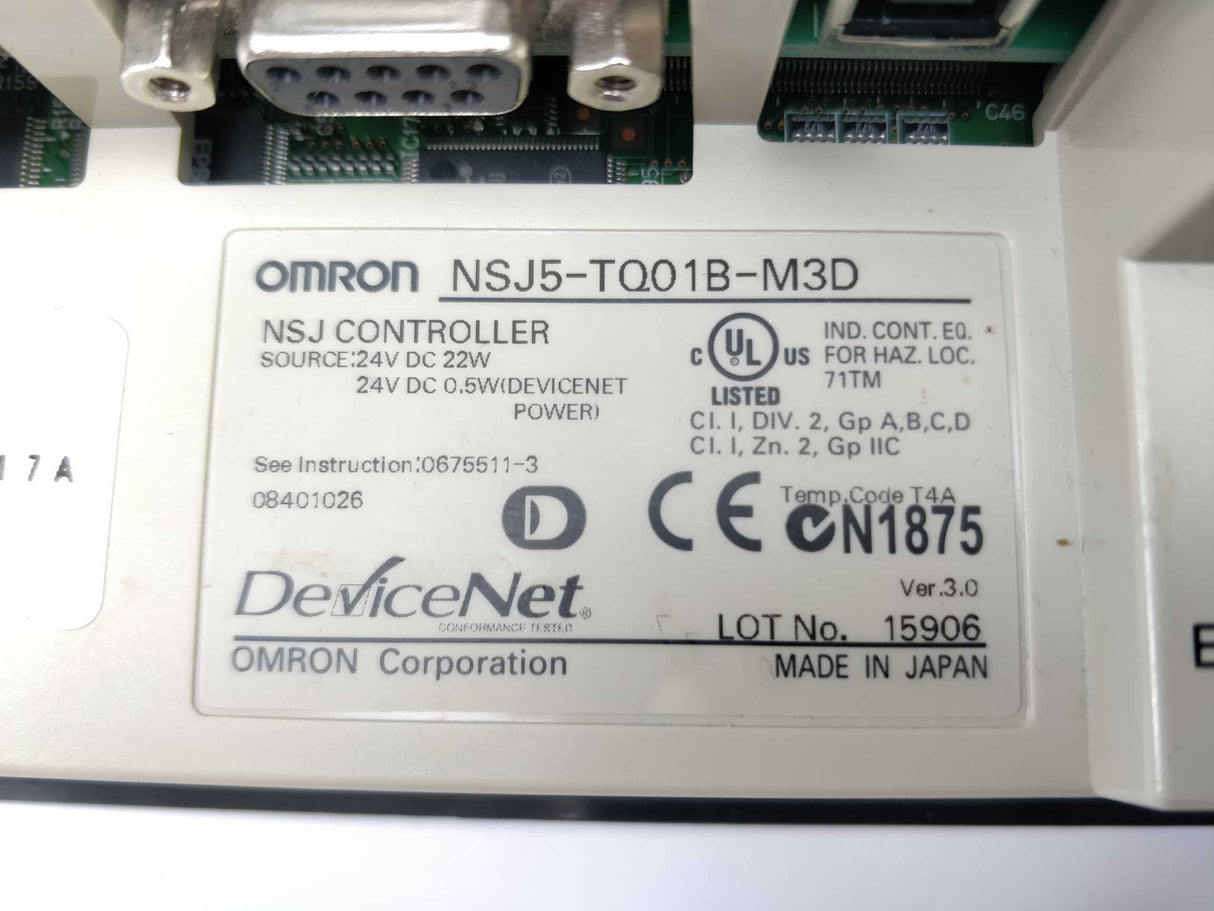 C46
OMRON NSJ5-TQ01B-M3D
NSJ CONTROLLER
SOURCE:24V DC 22W
24V DC 0.5W(DEVICENET
POWER)
C UL US
LISTED
IND. CONT. EQ.
FOR HAZ. LOC.
71TM
Cl. I, DIV. 2, Gp A,B,C,D
Cl. I, Zn. 2, Gp IIC
See Instruction:0675511-3
08401026
D
CE
Temp.Code T4A
N1875
17A
DeviceNet®
CONFORMANCE TESTED
Ver.3.0
LOT No. 15906
OMRON Corporation
MADE IN JAPAN